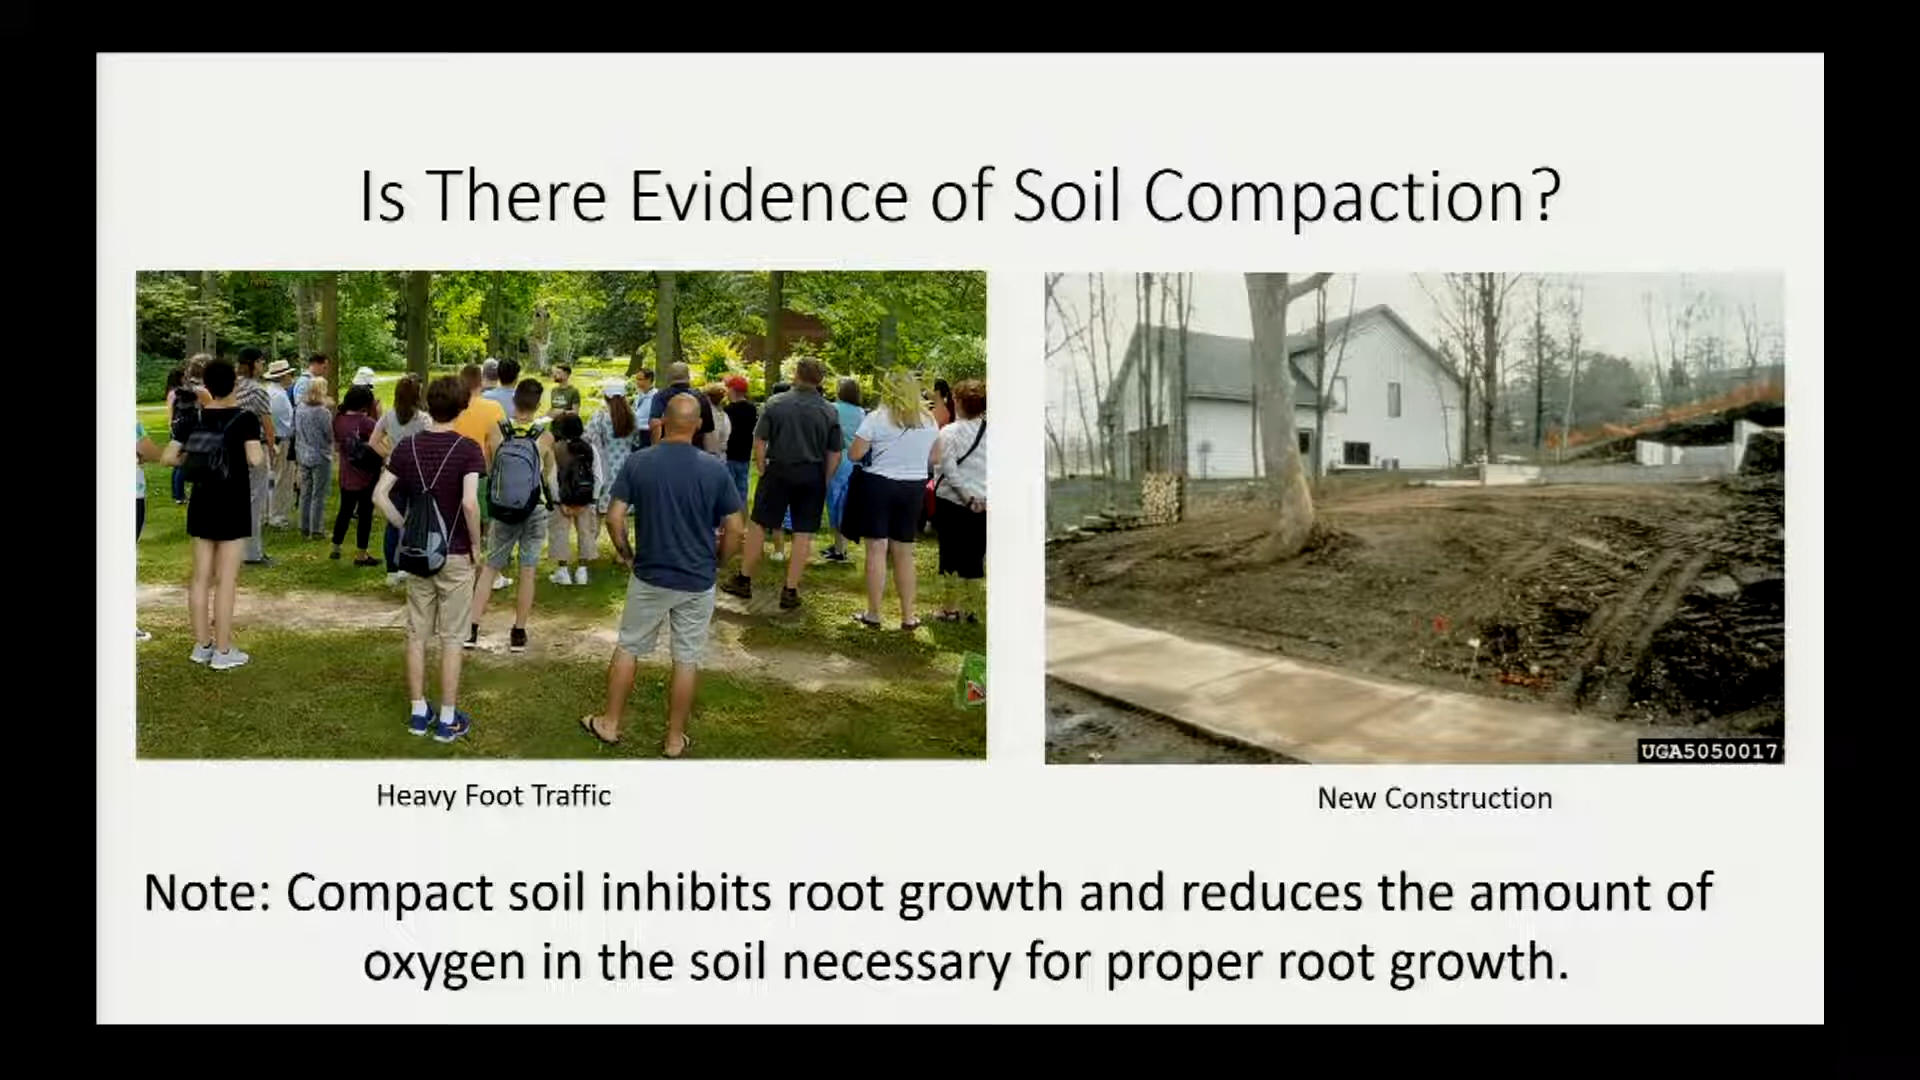 Is There Evidence of Soil Compaction?
UGA5050017
Heavy Foot Traffic
New Construction
Note: Compact soil inhibits root growth and reduces the amount of
oxygen in the soil necessary for proper root growth.